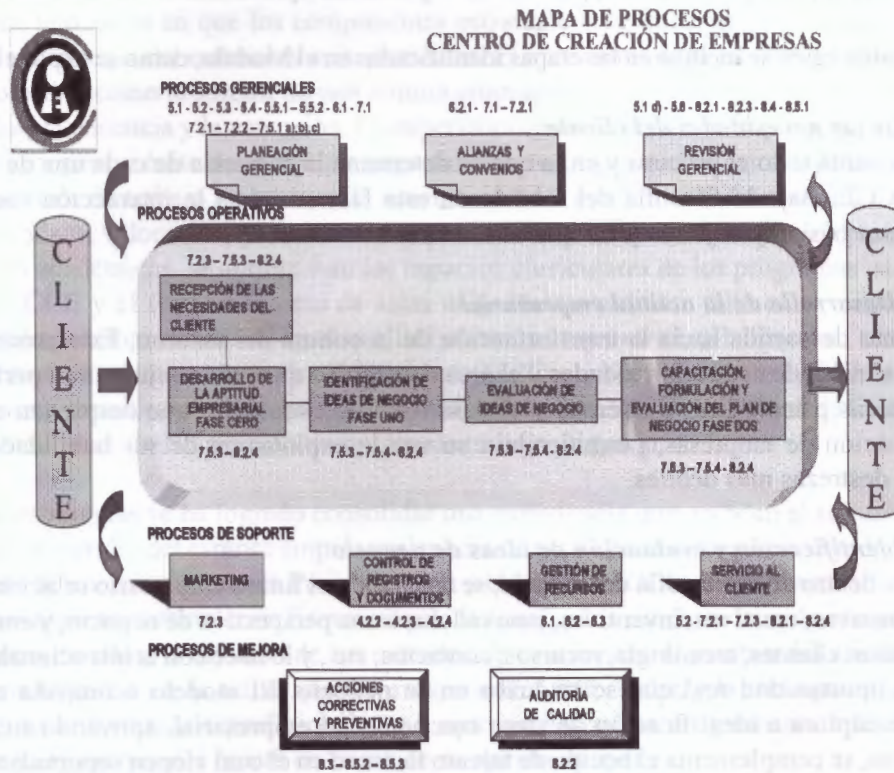 MAPA DE PROCESOS
CENTRO DE CREACIÓN DE EMPRESAS
PROCESOS GERENCIALES
5.1 - 5.2 - 5.3 - 5.4 - 5.5.1 - 5.5.2 - 6.1 - 7.1
7.2.1 – 7.2.2 – 7.5.1 a), b), c)
PLANEACIÓN
GERENCIAL
6.2.1 - 7.1 – 7.2.1
ALIANZAS Y
CONVENIOS
5.1 d) - 5.6 - 8.2.1 - 8.2.3 - 8.4 - 8.5.1
REVISIÓN
GERENCIAL
CLIENTE
PROCESOS OPERATIVOS
7.2.3 – 7.5.3 – 8.2.4
RECEPCIÓN DE LAS
NECESIDADES DEL
CLIENTE
DESARROLLO DE
LA APTITUD
EMPRESARIAL
FASE CERO
7.5.3 – 8.2.4
IDENTIFICACIÓN DE
IDEAS DE NEGOCIO
FASE UNO
7.5.3 – 7.5.4 - 8.2.4
EVALUACIÓN DE
IDEAS DE NEGOCIO
7.5.3 – 7.5.4 - 8.2.4
CAPACITACIÓN,
FORMULACIÓN Y
EVALUACIÓN DEL PLAN DE
NEGOCIO FASE DOS
7.5.3 - 7.5.4 - 8.2.4
CLIENTE
PROCESOS DE SOPORTE
MARKETING
7.2.3
CONTROL DE
REGISTROS
Y DOCUMENTOS
4.2.2 – 4.2.3 – 4.2.4
GESTIÓN DE
RECURSOS
6.1 - 6.2 – 6.3
SERVICIO AL
CLIENTE
5.2 -7.2.1 – 7.2.3 – 8.2.1 – 8.2.4
PROCESOS DE MEJORA
ACCIONES
CORRECTIVAS
Y PREVENTIVAS
8.3 – 8.5.2 – 8.5.3
AUDITORÍA
DE CALIDAD
8.2.2